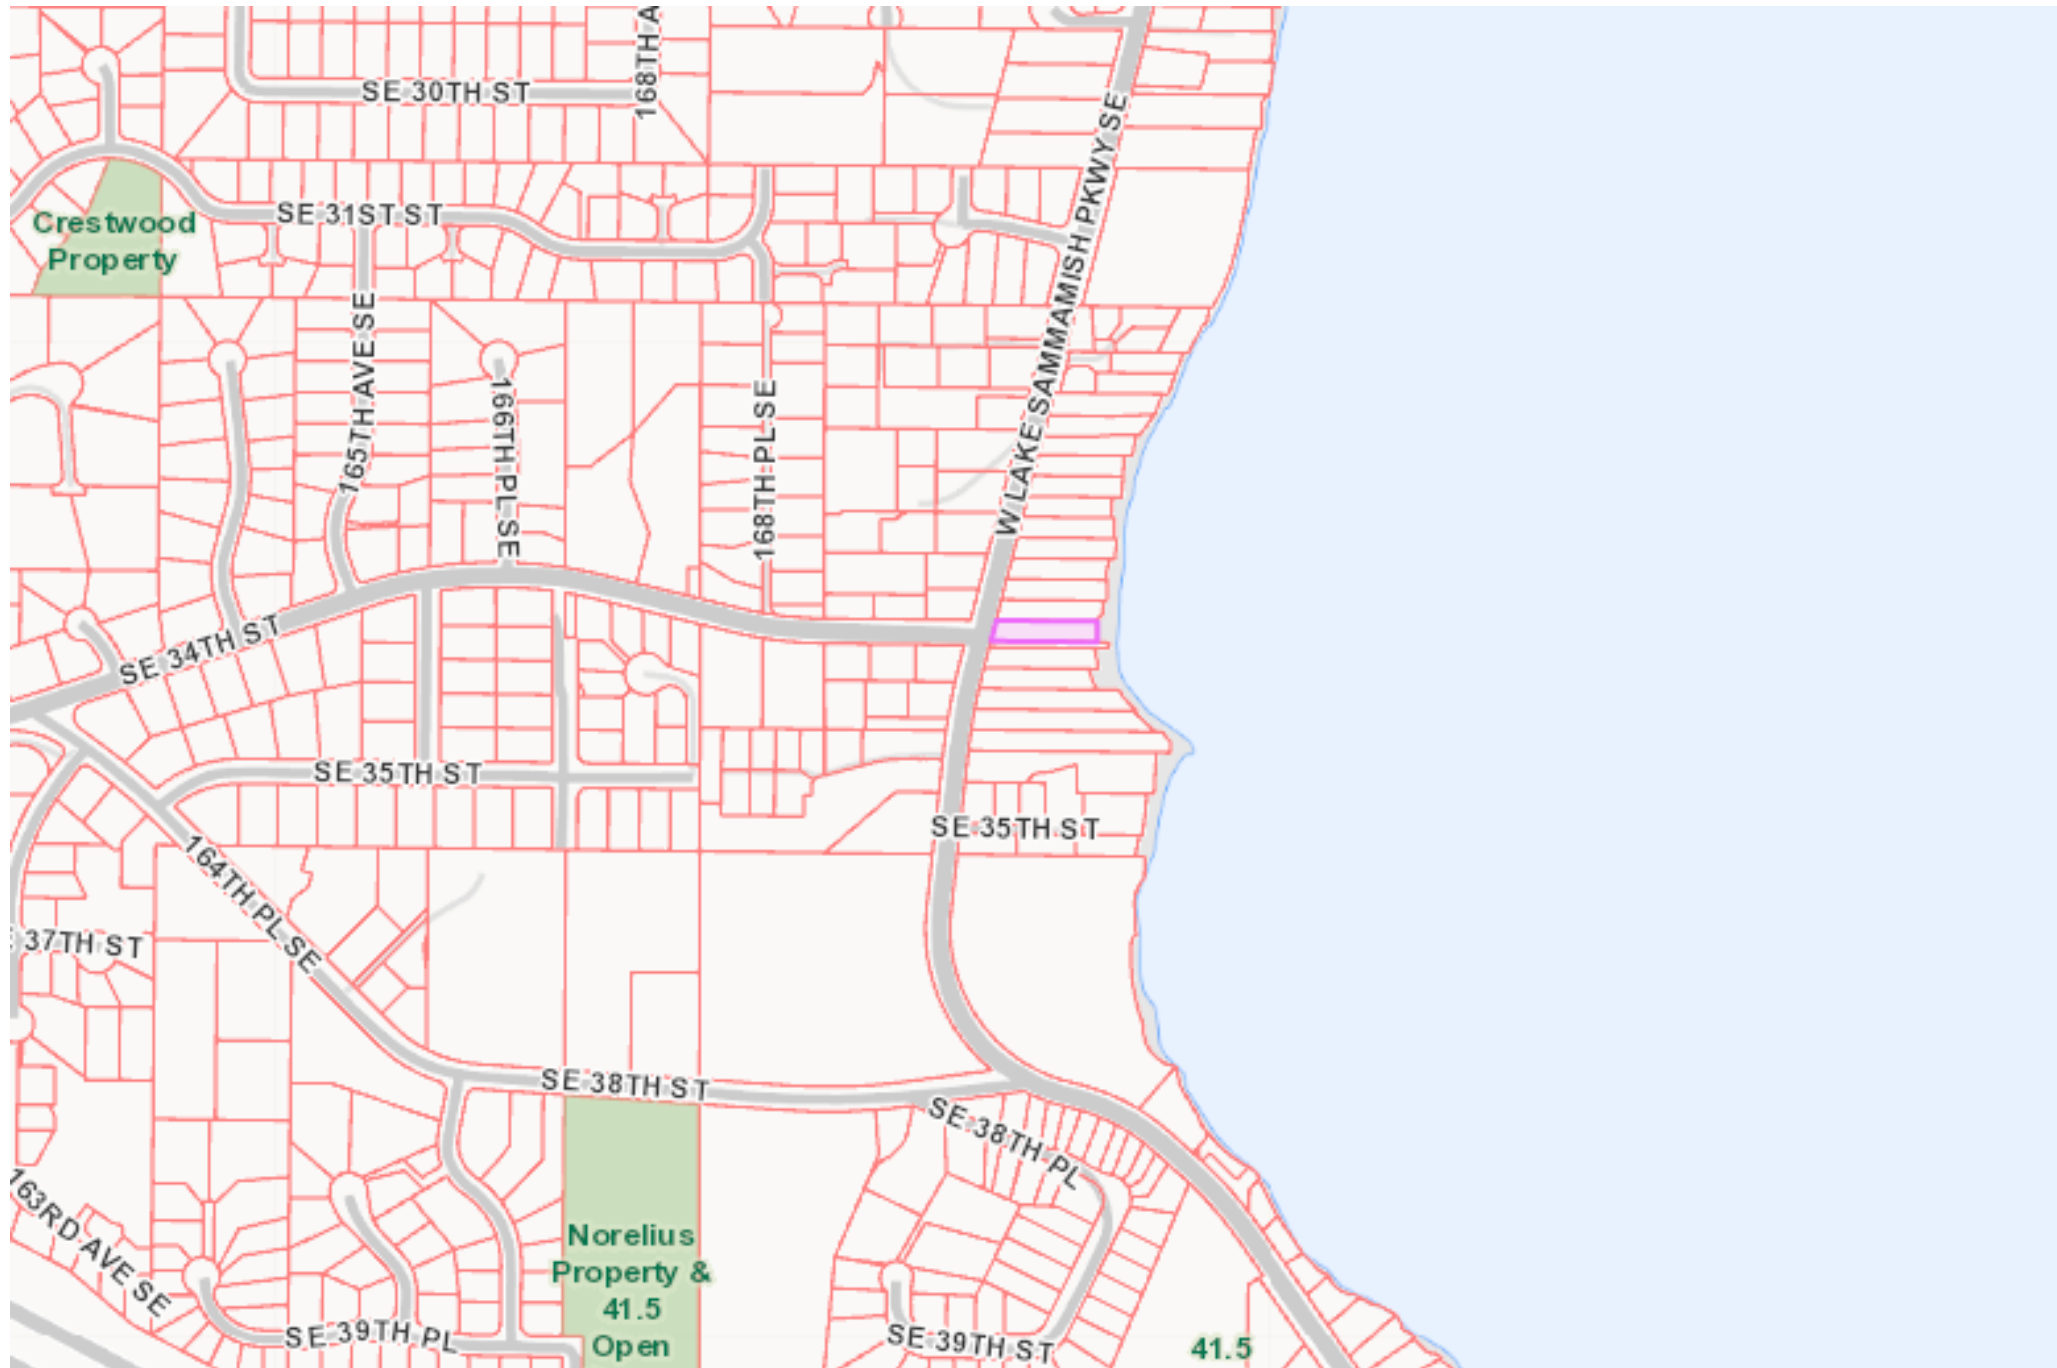 168TH A
SE 30TH ST
W LAKE SAMMAMISH PKWY SE
Crestwood
Property
SE 31ST ST
165TH AVE SE
166TH PL SE
168TH PL SE
SE 34TH ST
SE 35TH ST
SE 35TH ST
164TH PL SE
37TH ST
SE 38TH ST
SE 38TH PL
163RD AVE SE
Norelius
Property &
41.5
Open
SE 39TH PL
SE 39TH ST
41.5